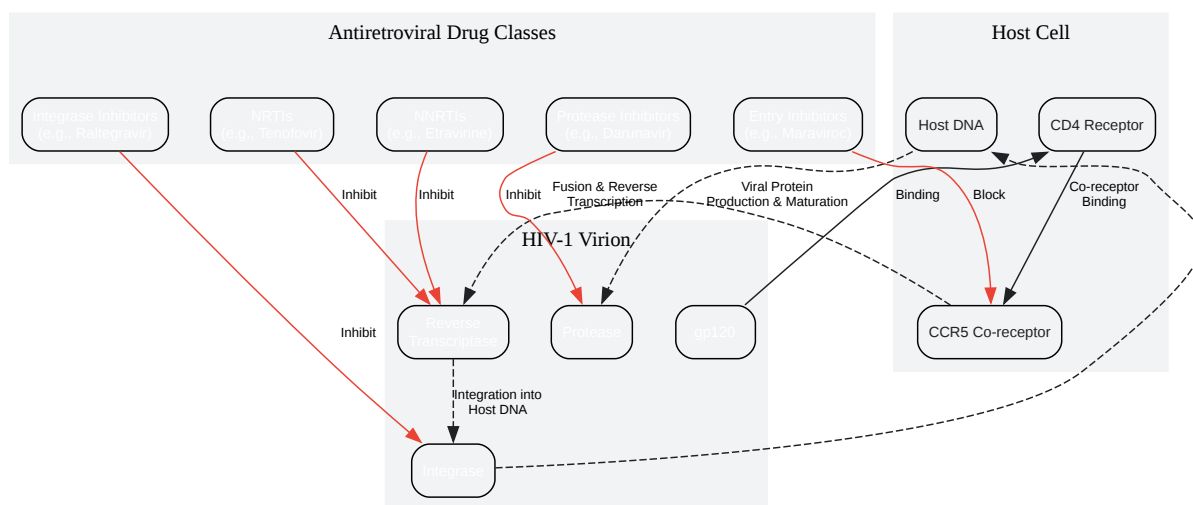 Antiretroviral Drug Classes
Host Cell
Integrase Inhibitors
(e.g., Raltegravir)
NRTIs
(e.g., Tenofovir)
NNRTIs
(e.g., Etravirine)
Protease Inhibitors
(e.g., Darunavir)
Entry Inhibitors
(e.g., Maraviroc)
Host DNA
CD4 Receptor
Inhibit
Inhibit
Inhibit
Fusion & Reverse
Transcription
Viral Protein
Production & Maturation
Binding
Block
Co-receptor
Binding
HIV-1 Virion
Inhibit
Reverse
Transcriptase
Protease
gp120
CCR5 Co-receptor
Integration into
Host DNA
Integrase